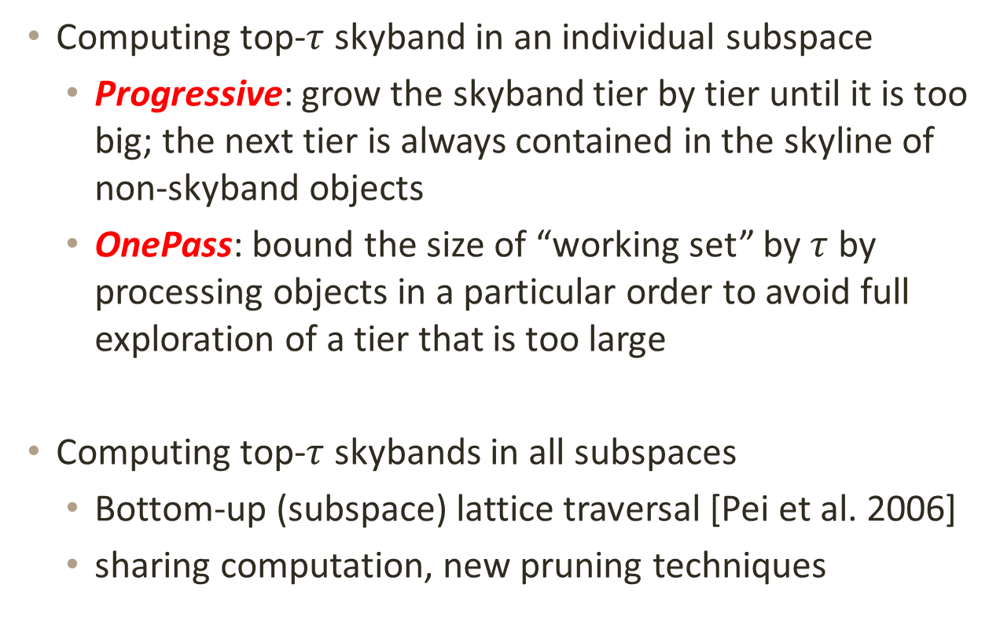 • Computing top-𝜏 skyband in an individual subspace
• Progressive: grow the skyband tier by tier until it is too
big; the next tier is always contained in the skyline of
non-skyband objects
• OnePass: bound the size of “working set” by 𝜏 by
processing objects in a particular order to avoid full
exploration of a tier that is too large
• Computing top-𝜏 skybands in all subspaces
• Bottom-up (subspace) lattice traversal [Pei et al. 2006]
• sharing computation, new pruning techniques